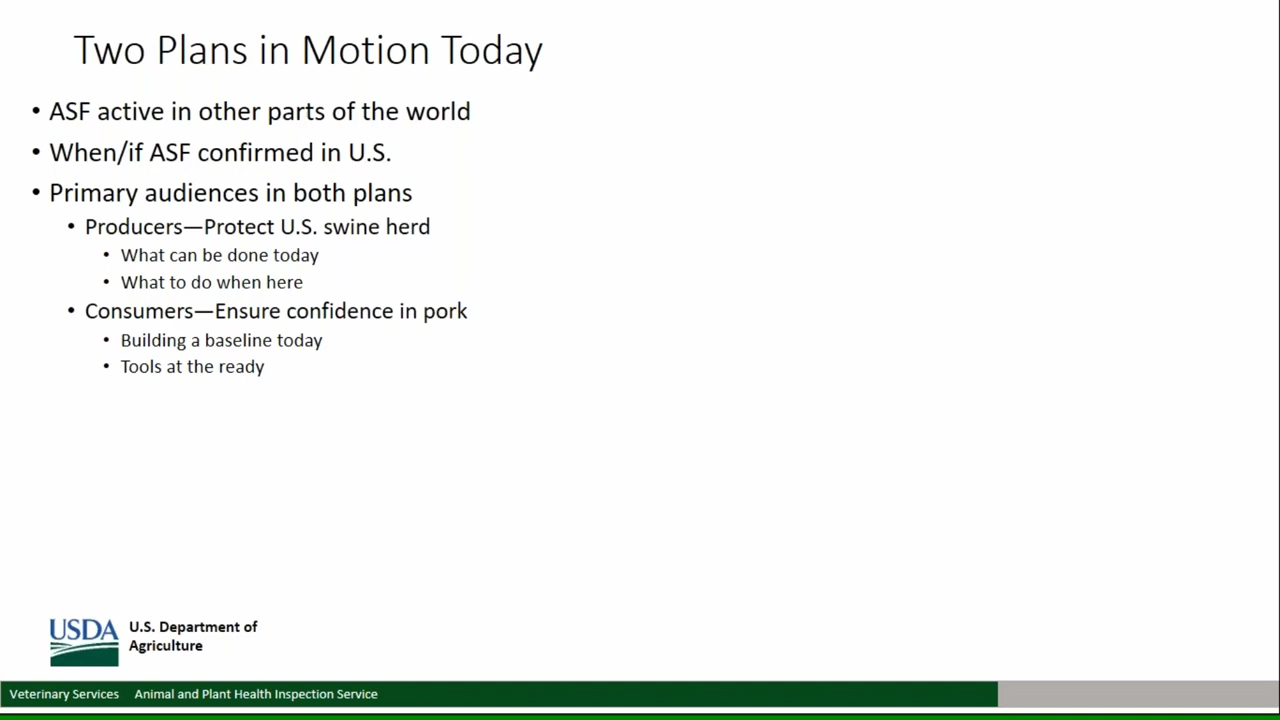 Two Plans in Motion Today
• ASF active in other parts of the world
• When/if ASF confirmed in U.S.
• Primary audiences in both plans
• Producers—Protect U.S. swine herd
• What can be done today
• What to do when here
• Consumers—Ensure confidence in pork
• Building a baseline today
• Tools at the ready
USDA
U.S. Department of
Agriculture
Veterinary Services Animal and Plant Health Inspection Service